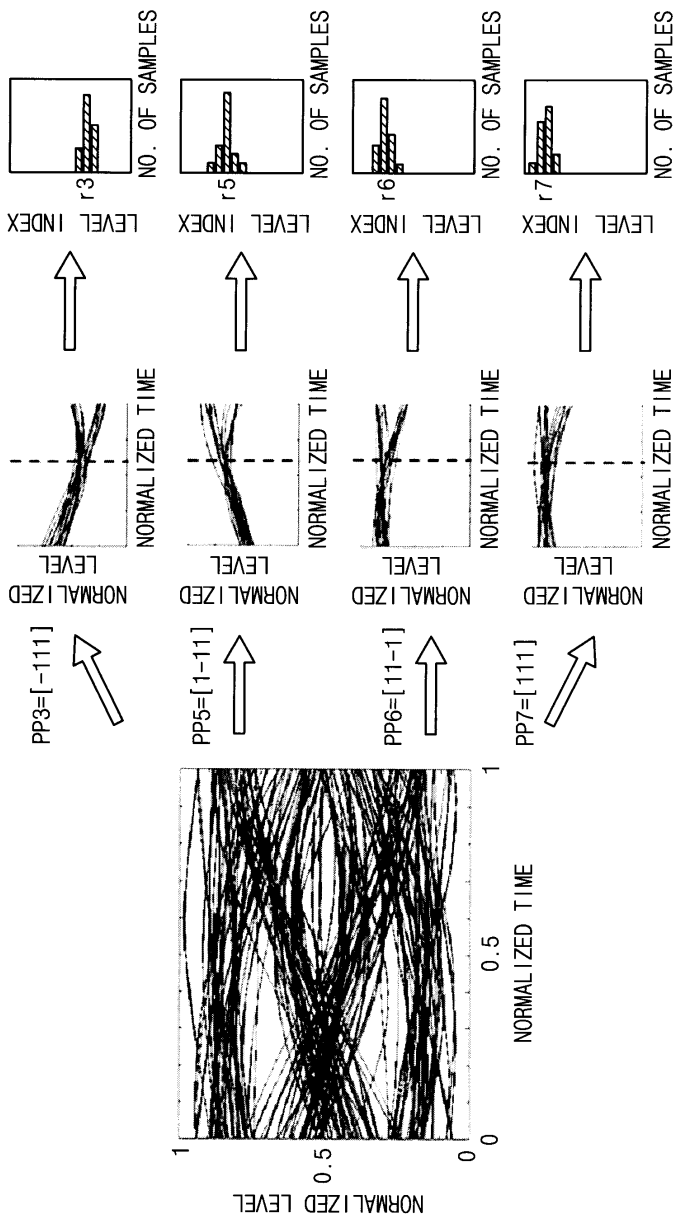 NORMALIZED LEVEL
1
0.5
0
0
0.5
1
NORMALIZED TIME
PP3=[-111]
NORMALIZED
LEVEL
NORMALIZED TIME
LEVEL INDEX
r3
NO. OF SAMPLES
PP5=[1-11]
NORMALIZED
LEVEL
NORMALIZED TIME
LEVEL INDEX
r5
NO. OF SAMPLES
PP6=[11-1]
NORMALIZED
LEVEL
NORMALIZED TIME
LEVEL INDEX
r6
NO. OF SAMPLES
PP7=[111]
NORMALIZED
LEVEL
NORMALIZED TIME
LEVEL INDEX
r7
NO. OF SAMPLES